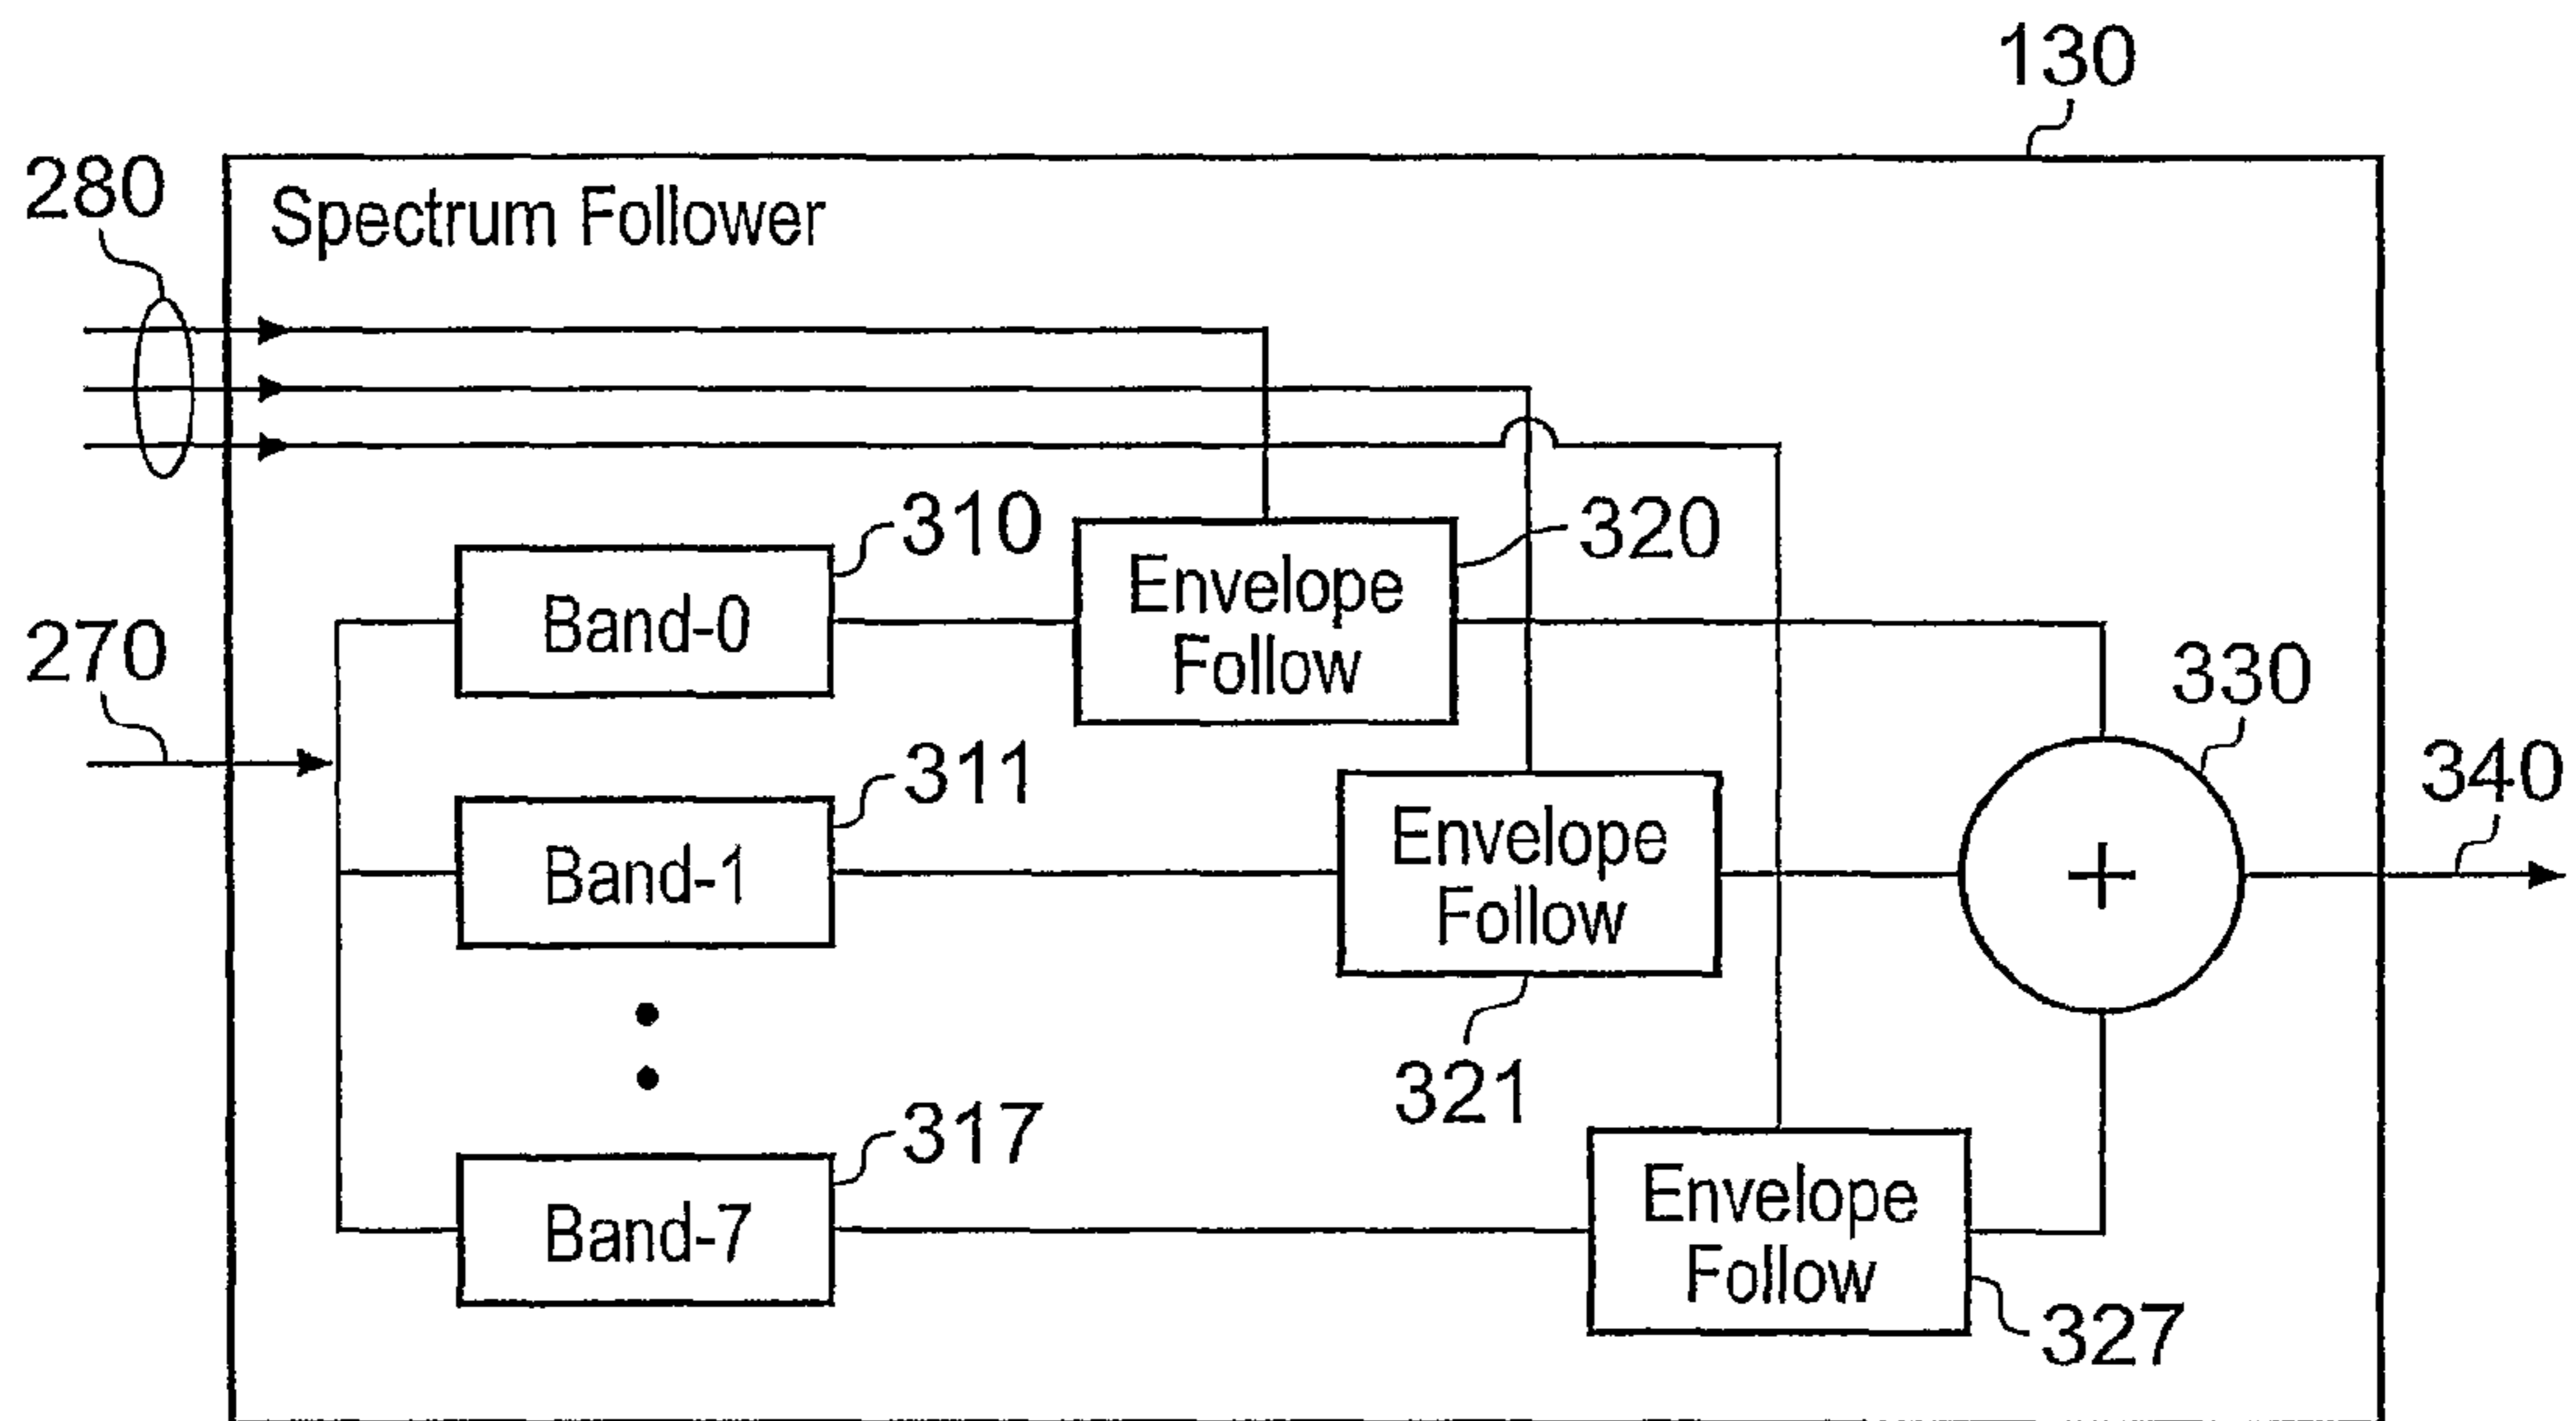 130
280
Spectrum Follower
310
320
Band-0
Envelope
Follow
270
330
311
340
Band-1
Envelope
Follow
+
321
317
Band-7
Envelope
Follow
327